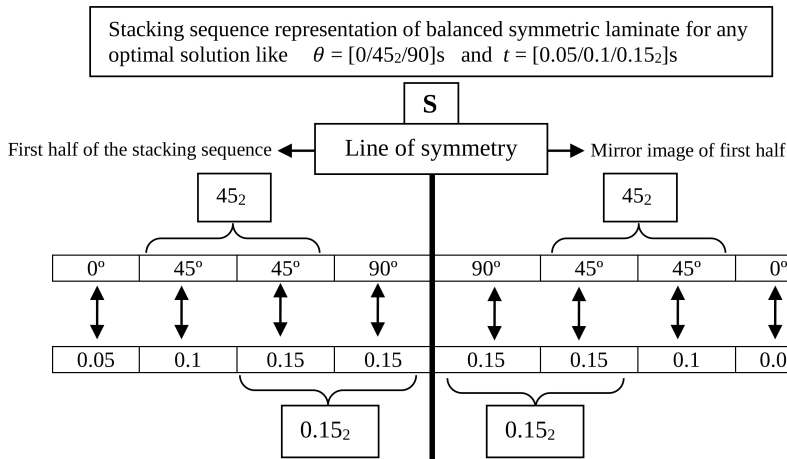 Stacking sequence representation of balanced symmetric laminate for any
optimal solution like θ = [0/45₂/90]s and t = [0.05/0.1/0.15₂]s
S
First half of the stacking sequence
Line of symmetry
Mirror image of first half
45₂
45₂
0º 45º 45º 90º 90º 45º 45º 0º
0.05 0.1 0.15 0.15 0.15 0.15 0.1 0.0
0.15₂
0.15₂